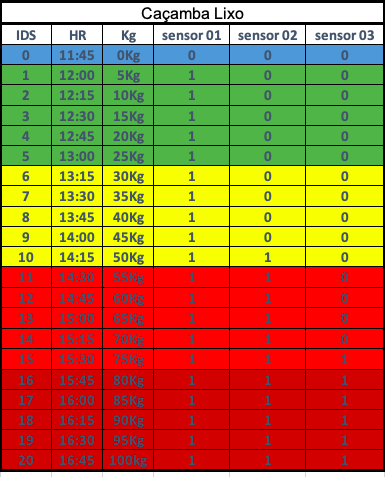 Caçamba Lixo
IDS HR Kg sensor 01 sensor 02 sensor 03
0 11:45 0Kg 0 0 0
1 12:00 5Kg 1 0 0
2 12:15 10Kg 1 0 0
3 12:30 15Kg 1 0 0
4 12:45 20Kg 1 0 0
5 13:00 25Kg 1 0 0
6 13:15 30Kg 1 0 0
7 13:30 35Kg 1 0 0
8 13:45 40Kg 1 0 0
9 14:00 45Kg 1 0 0
10 14:15 50Kg 1 1 0
11 14:30 55Kg 1 1 0
12 14:45 60Kg 1 1 0
13 15:00 65Kg 1 1 0
14 15:15 70Kg 1 1 0
15 15:30 75Kg 1 1 1
16 15:45 80Kg 1 1 1
17 16:00 85Kg 1 1 1
18 16:15 90Kg 1 1 1
19 16:30 95Kg 1 1 1
20 16:45 100kg 1 1 1